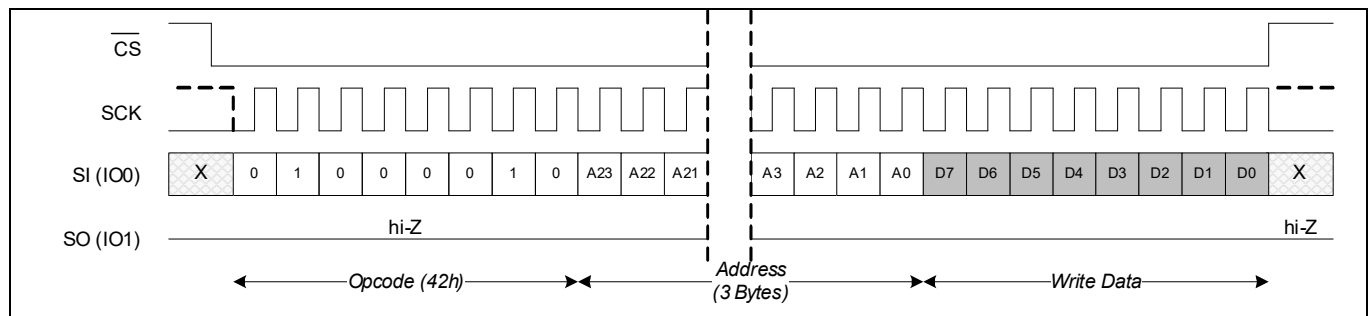 CS
SCK
SI (IO0) X 0 1 0 0 0 0 1 0 A23 A22 A21 A3 A2 A1 A0 D7 D6 D5 D4 D3 D2 D1 D0 X
hi-Z hi-Z
SO (IO1)
Opcode (42h) Address Write Data
(3 Bytes)